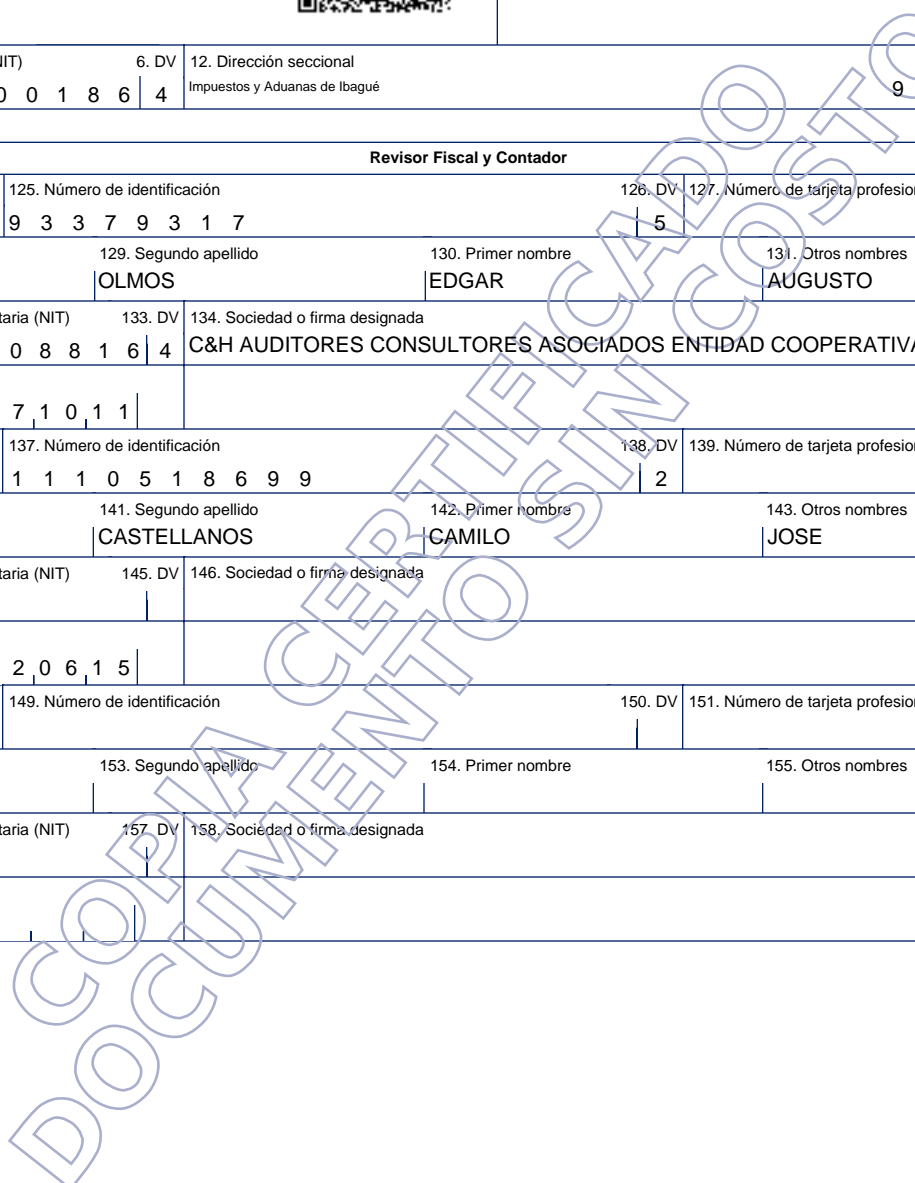 NIT) 6. DV 12. Dirección seccional
0 0 1 8 6 4 Impuestos y Aduanas de Ibagué 9
Revisor Fiscal y Contador
125. Número de identificación 126. DV 127. Número de tarjeta profesion
9 3 3 7 9 3 1 7 5
129. Segundo apellido 130. Primer nombre 131. Otros nombres
OLMOS EDGAR AUGUSTO
taria (NIT) 133. DV 134. Sociedad o firma designada
0 8 8 1 6 4 C&H AUDITORES CONSULTORES ASOCIADOS ENTIDAD COOPERATIVA
7 1 0 1 1
137. Número de identificación 138. DV 139. Número de tarjeta profesion
1 1 1 0 5 1 8 6 9 9 2
141. Segundo apellido 142. Primer nombre 143. Otros nombres
CASTELLANOS CAMILO JOSE
taria (NIT) 145. DV 146. Sociedad o firma designada
2 0 6 1 5
149. Número de identificación 150. DV 151. Número de tarjeta profesion
153. Segundo apellido 154. Primer nombre 155. Otros nombres
taria (NIT) 157. DV 158. Sociedad o firma designada
COPIA CERTIFICADO
DOCUMENTO SIN COSTO